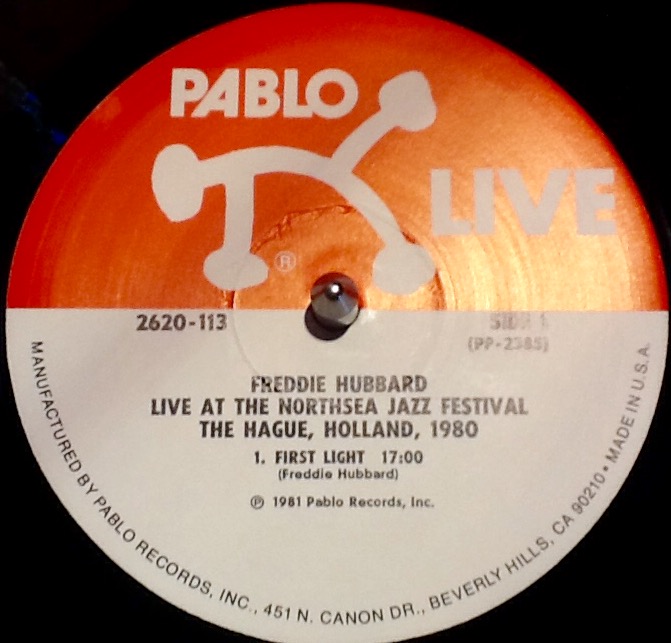 PABLO
LIVE
®
2620-113
SIDE 1
(PP-2385)
FREDDIE HUBBARD
LIVE AT THE NORTHSEA JAZZ FESTIVAL
THE HAGUE, HOLLAND, 1980
1. FIRST LIGHT 17:00
(Freddie Hubbard)
℗ 1981 Pablo Records, Inc.
MANUFACTURED BY PABLO RECORDS, INC., 451 N. CANON DR., BEVERLY HILLS, CA 90210 • MADE IN U.S.A.